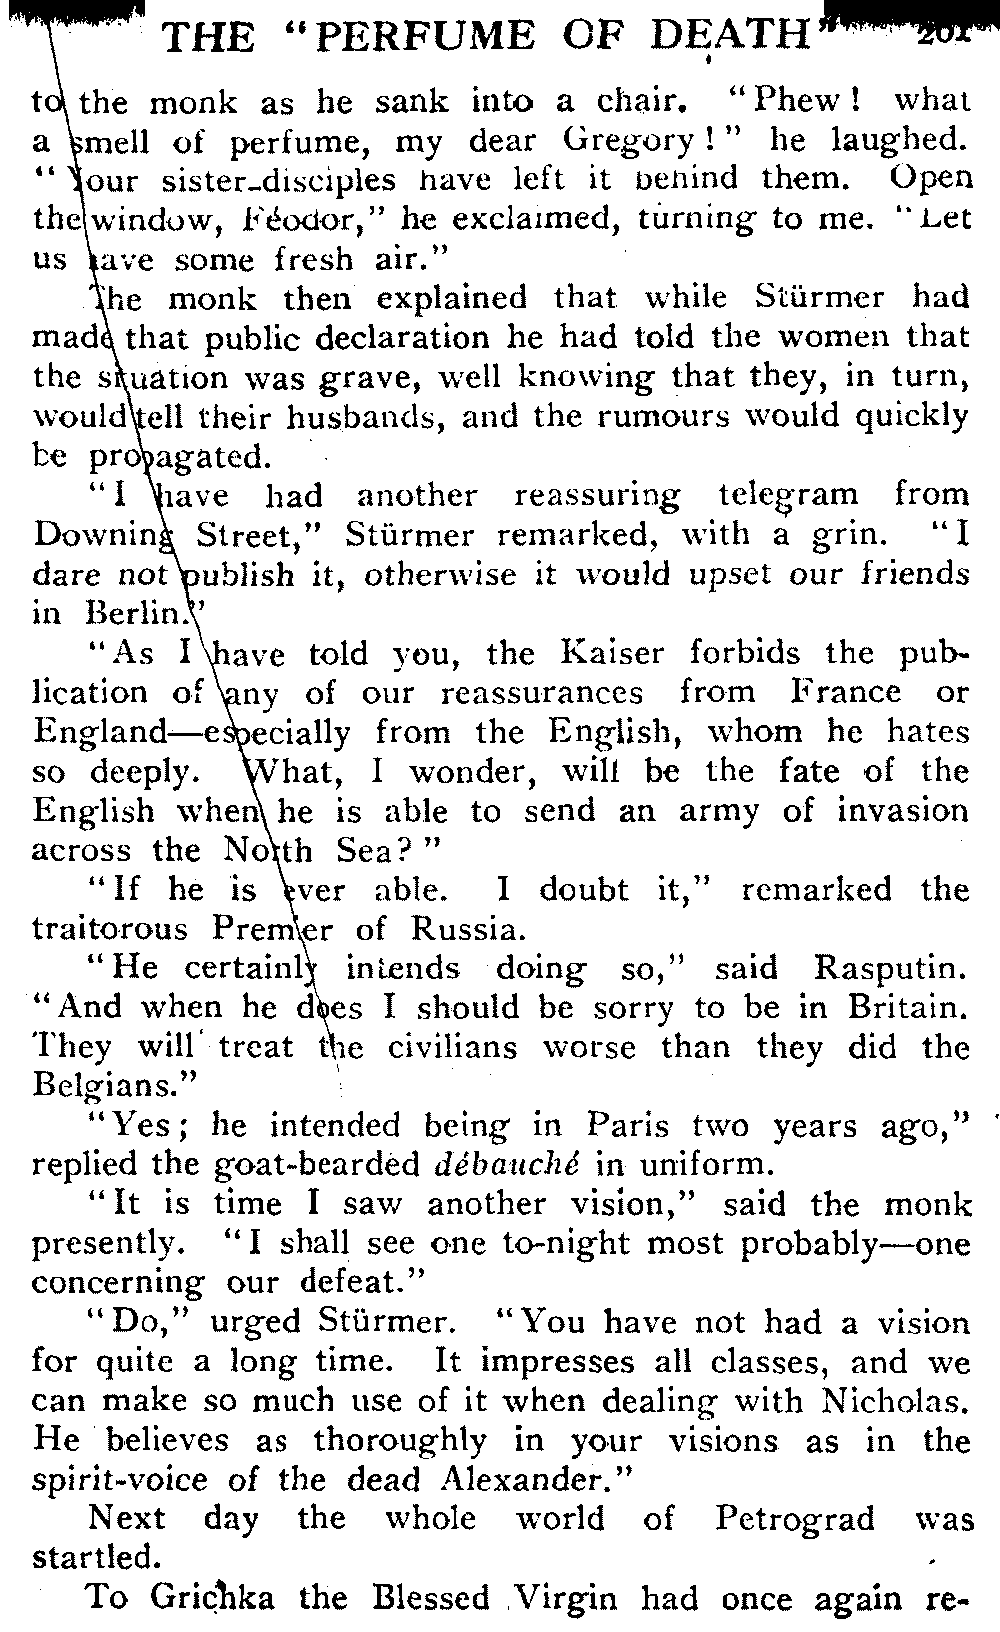 THE "PERFUME OF DEATH" 201
to the monk as he sank into a chair. "Phew! what
a smell of perfume, my dear Gregory!" he laughed.
"Your sister-disciples have left it behind them. Open
the window, Féodor," he exclaimed, turning to me. "Let
us have some fresh air."
The monk then explained that while Stürmer had
made that public declaration he had told the women that
the situation was grave, well knowing that they, in turn,
would tell their husbands, and the rumours would quickly
be propagated.
"I have had another reassuring telegram from
Downing Street," Stürmer remarked, with a grin. "I
dare not publish it, otherwise it would upset our friends
in Berlin."
"As I have told you, the Kaiser forbids the pub-
lication of any of our reassurances from France or
England—especially from the English, whom he hates
so deeply. What, I wonder, will be the fate of the
English when he is able to send an army of invasion
across the North Sea?"
"If he is ever able. I doubt it," remarked the
traitorous Premier of Russia.
"He certainly intends doing so," said Rasputin.
"And when he does I should be sorry to be in Britain.
They will treat the civilians worse than they did the
Belgians."
"Yes; he intended being in Paris two years ago,"
replied the goat-bearded débauché in uniform.
"It is time I saw another vision," said the monk
presently. "I shall see one to-night most probably—one
concerning our defeat."
"Do," urged Stürmer. "You have not had a vision
for quite a long time. It impresses all classes, and we
can make so much use of it when dealing with Nicholas.
He believes as thoroughly in your visions as in the
spirit-voice of the dead Alexander."
Next day the whole world of Petrograd was
startled.
To Grichka the Blessed Virgin had once again re-